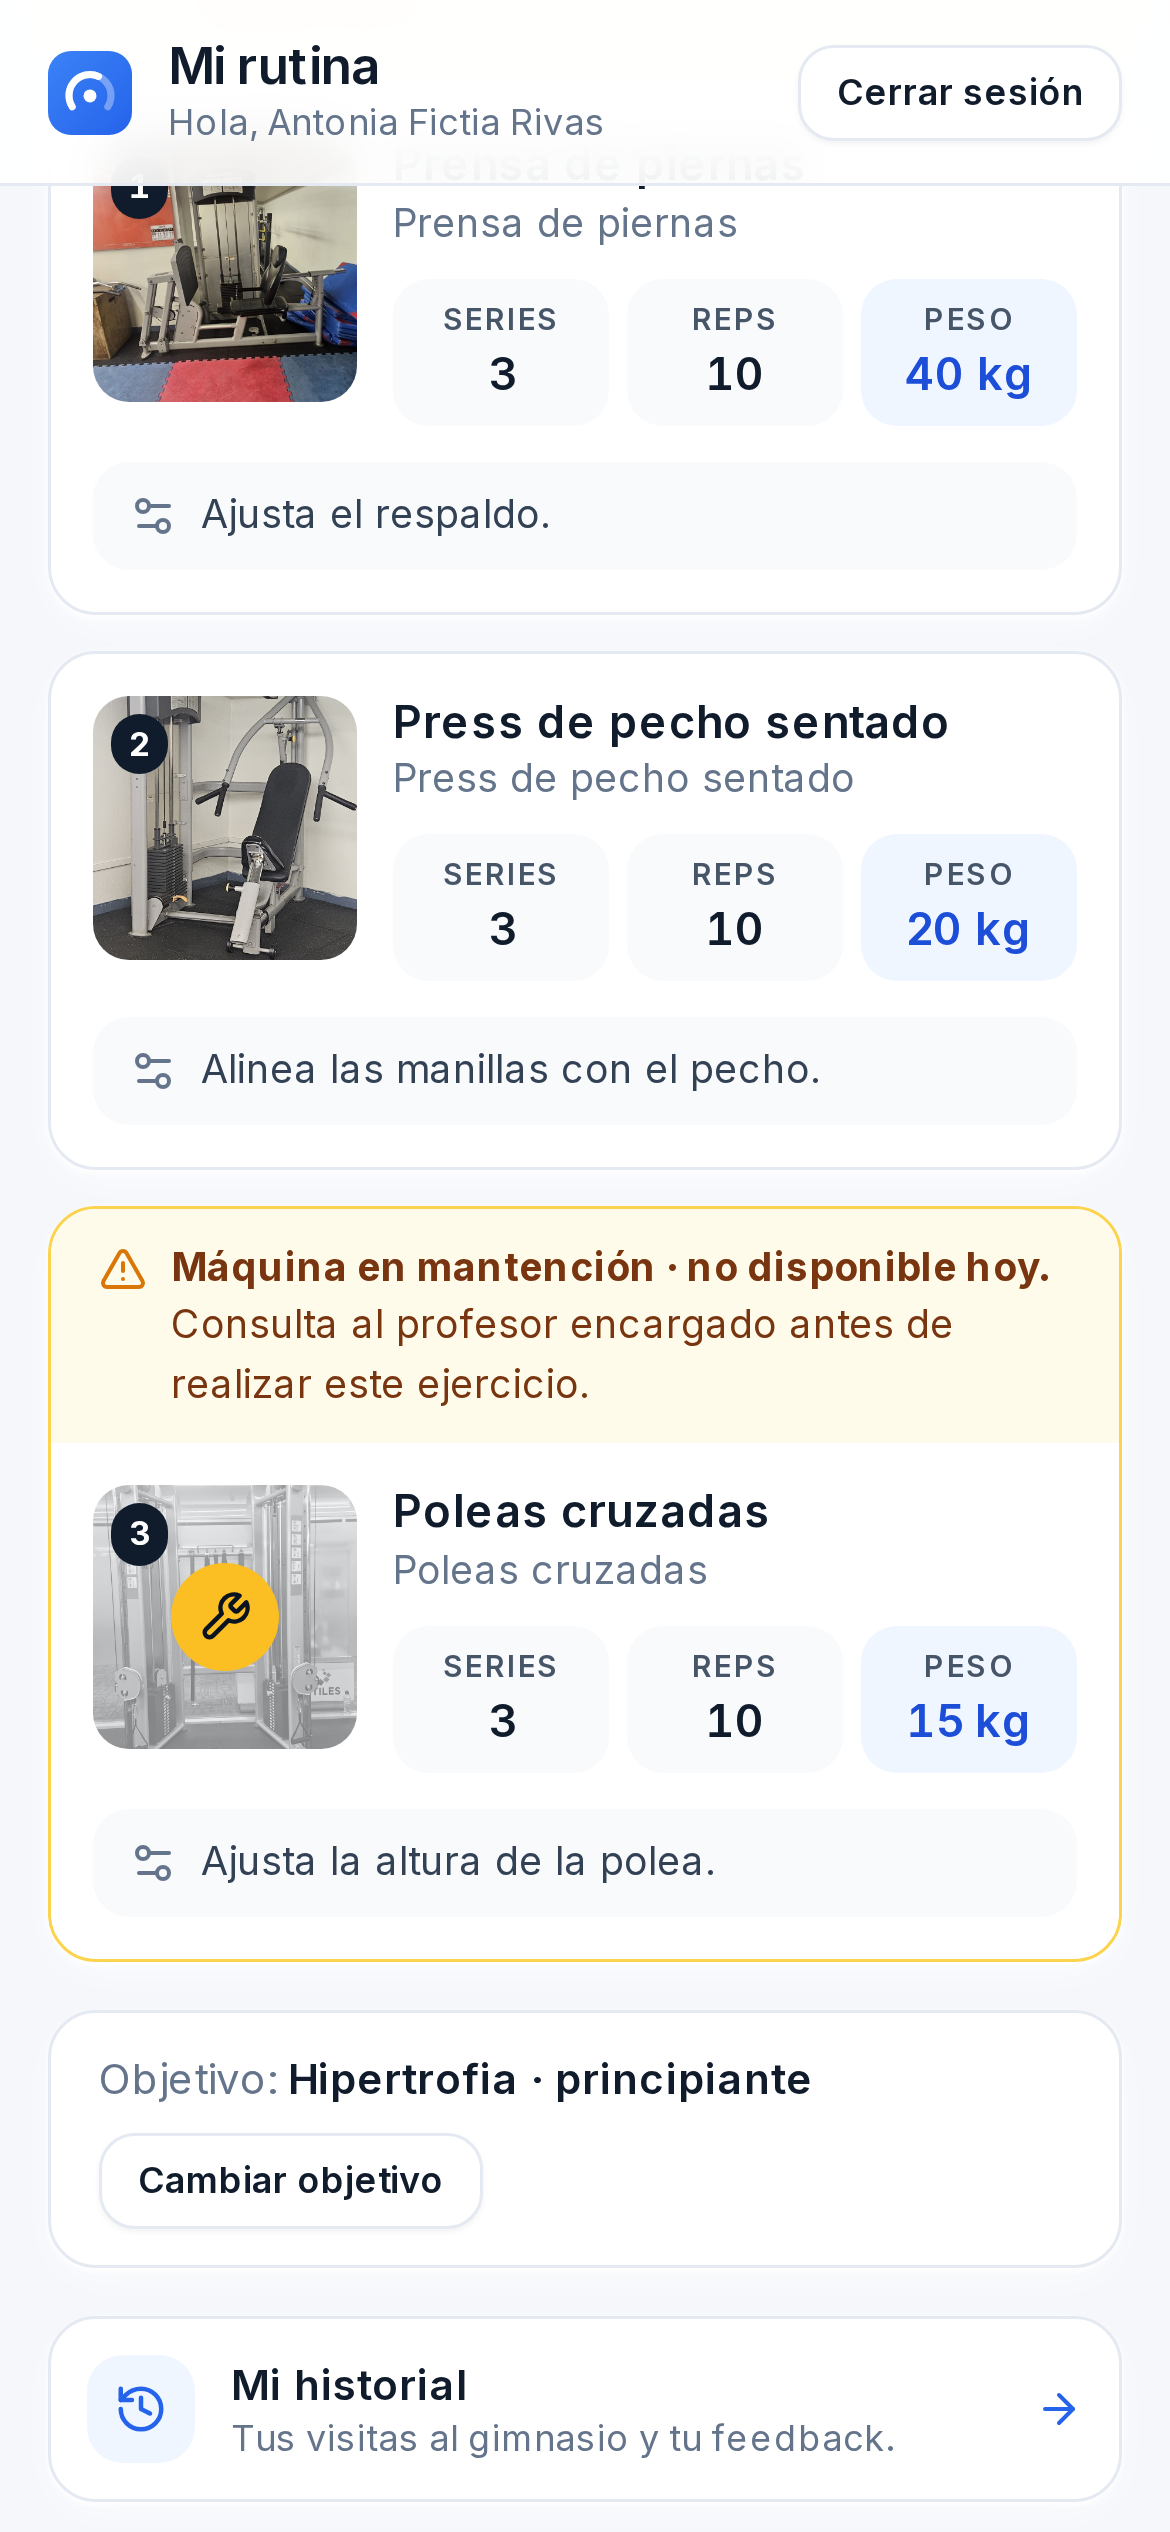 Mi rutina
Hola, Antonia Fictia Rivas
Cerrar sesión
1
Prensa de piernas
Prensa de piernas
SERIES
3
REPS
10
PESO
40 kg
Ajusta el respaldo.
2
Press de pecho sentado
Press de pecho sentado
SERIES
3
REPS
10
PESO
20 kg
Alinea las manillas con el pecho.
Máquina en mantención · no disponible hoy.
Consulta al profesor encargado antes de
realizar este ejercicio.
3
Poleas cruzadas
Poleas cruzadas
SERIES
3
REPS
10
PESO
15 kg
Ajusta la altura de la polea.
Objetivo: Hipertrofia · principiante
Cambiar objetivo
Mi historial
Tus visitas al gimnasio y tu feedback.